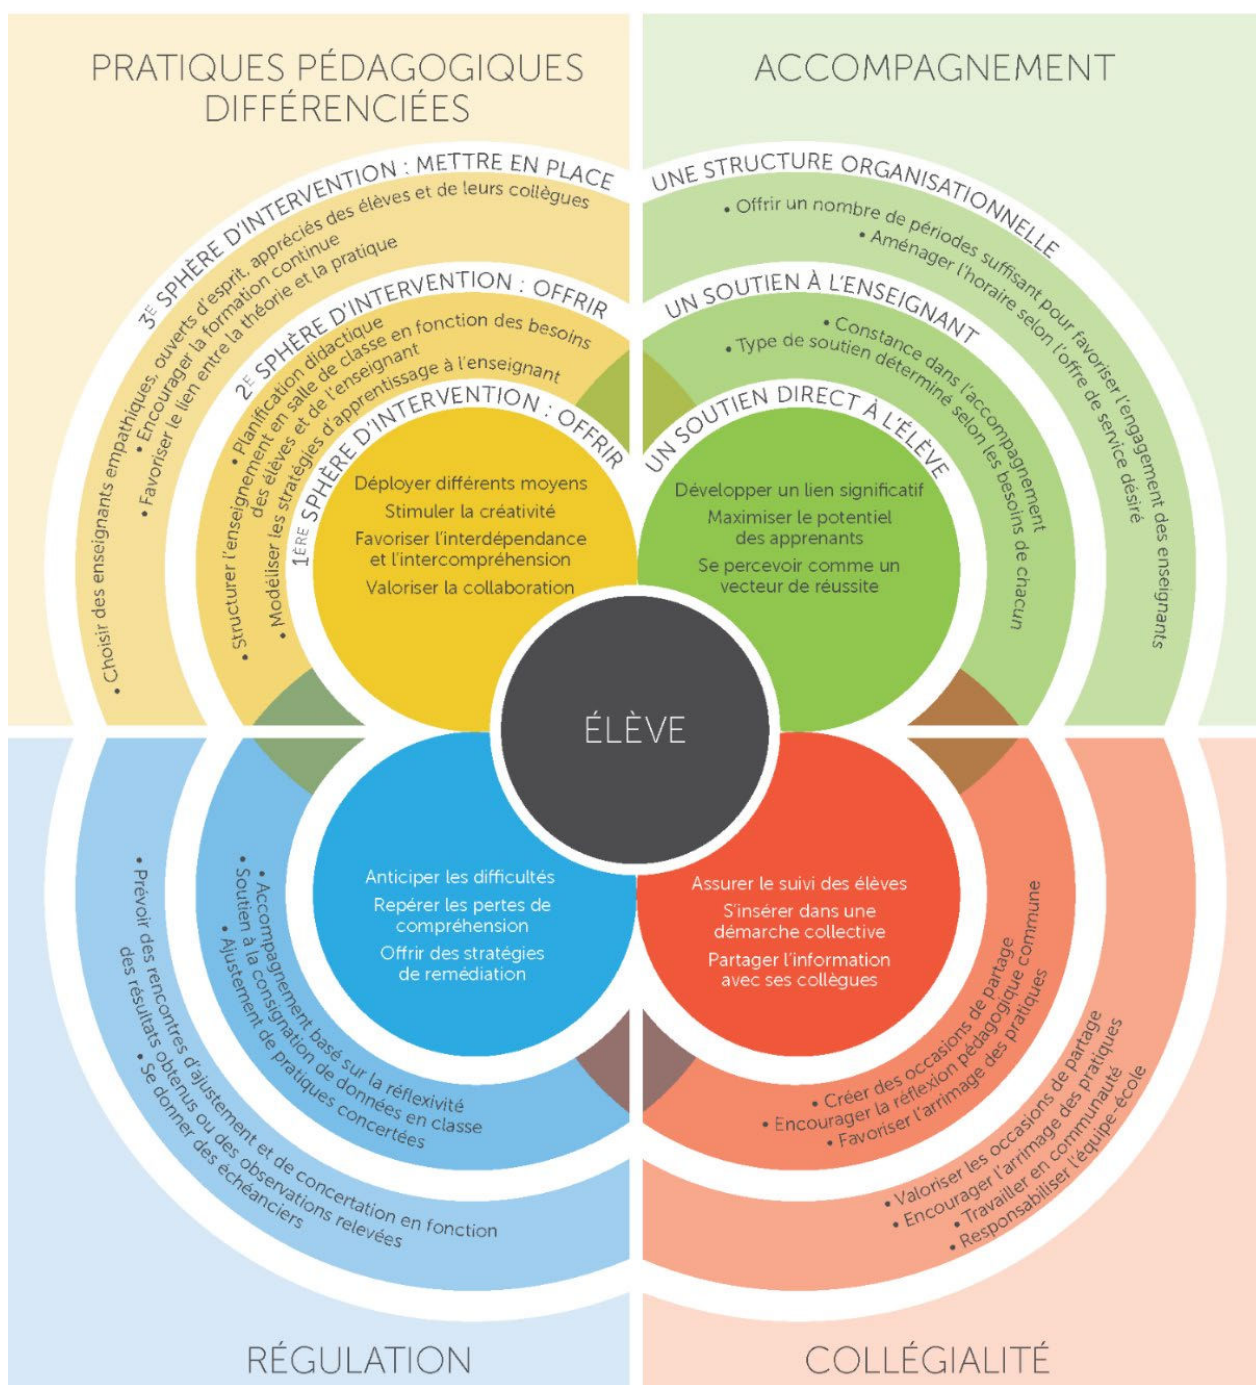 PRATIQUES PÉDAGOGIQUES
DIFFÉRENCIÉES
ACCOMPAGNEMENT
3E SPHÈRE D'INTERVENTION : METTRE EN PLACE
UNE STRUCTURE ORGANISATIONNELLE
• Choisir des enseignants empathiques, ouverts d'esprit, appréciés des élèves et de leurs collègues
• Encourager la formation continue
• Favoriser le lien entre la théorie et la pratique
• Offrir un nombre de périodes suffisant pour favoriser l'engagement des enseignants
• Aménager l'horaire selon l'offre de service désiré
2E SPHÈRE D'INTERVENTION : OFFRIR
UN SOUTIEN À L'ENSEIGNANT
• Planification didactique
• Structurer l'enseignement en salle de classe en fonction des besoins
des élèves et de l'enseignant
• Modéliser les stratégies d'apprentissage à l'enseignant
• Constance dans l'accompagnement
• Type de soutien déterminé selon les besoins de chacun
1ÈRE SPHÈRE D'INTERVENTION : OFFRIR
UN SOUTIEN DIRECT À L'ÉLÈVE
Déployer différents moyens
Stimuler la créativité
Favoriser l'interdépendance
et l'intercompréhension
Valoriser la collaboration
Développer un lien significatif
Maximiser le potentiel
des apprenants
Se percevoir comme un
vecteur de réussite
ÉLÈVE
Anticiper les difficultés
Repérer les pertes de
compréhension
Offrir des stratégies
de remédiation
Assurer le suivi des élèves
S'insérer dans une
démarche collective
Partager l'information
avec ses collègues
• Accompagnement basé sur la réflexivité
• Soutien à la consignation de données en classe
• Ajustement de pratiques concertées
• Créer des occasions de partage
• Encourager la réflexion pédagogique commune
• Favoriser l'arrimage des pratiques
• Prévoir des rencontres d'ajustement et de concertation en fonction
des résultats obtenus ou des observations relevées
• Se donner des échéanciers
• Valoriser les occasions de partage
• Encourager l'arrimage des pratiques
• Travailler en communauté
• Responsabiliser l'équipe-école
RÉGULATION
COLLÉGIALITÉ